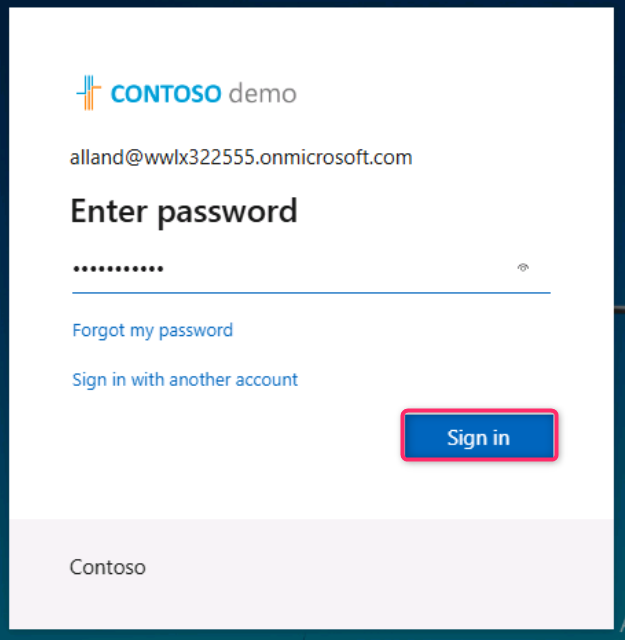 CONTOSO demo
alland@wwlx322555.onmicrosoft.com
Enter password
•••••••••••
Forgot my password
Sign in with another account
Sign in
Contoso